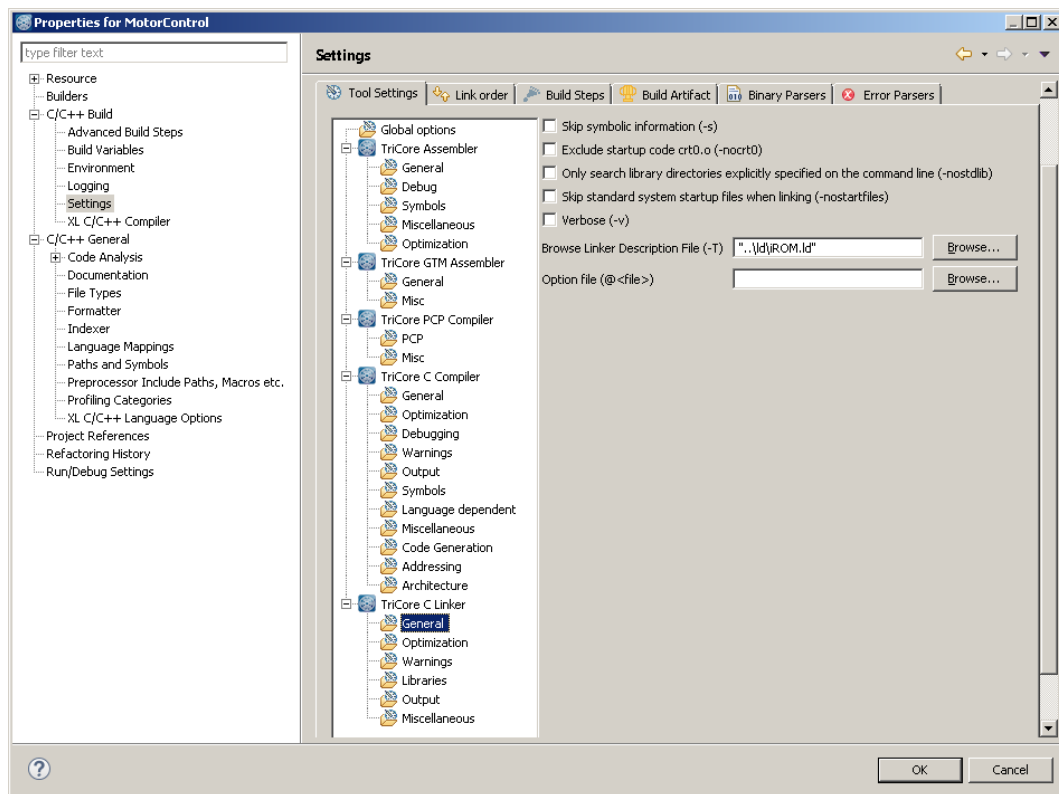 Properties for MotorControl
type filter text
Resource
Builders
C/C++ Build
Advanced Build Steps
Build Variables
Environment
Logging
Settings
XL C/C++ Compiler
C/C++ General
Code Analysis
Documentation
File Types
Formatter
Indexer
Language Mappings
Paths and Symbols
Preprocessor Include Paths, Macros etc.
Profiling Categories
XL C/C++ Language Options
Project References
Refactoring History
Run/Debug Settings
Settings
Tool Settings
Link order
Build Steps
Build Artifact
Binary Parsers
Error Parsers
Global options
TriCore Assembler
General
Debug
Symbols
Miscellaneous
Optimization
TriCore GTM Assembler
General
Misc
TriCore PCP Compiler
PCP
Misc
TriCore C Compiler
General
Optimization
Debugging
Warnings
Output
Symbols
Language dependent
Miscellaneous
Code Generation
Addressing
Architecture
TriCore C Linker
General
Optimization
Warnings
Libraries
Output
Miscellaneous
Skip symbolic information (-s)
Exclude startup code crt0.o (-nocrt0)
Only search library directories explicitly specified on the command line (-nostdlib)
Skip standard system startup files when linking (-nostartfiles)
Verbose (-v)
Browse Linker Description File (-T) "..\ld\iROM.ld" Browse...
Option file (@<file>) Browse...
OK Cancel